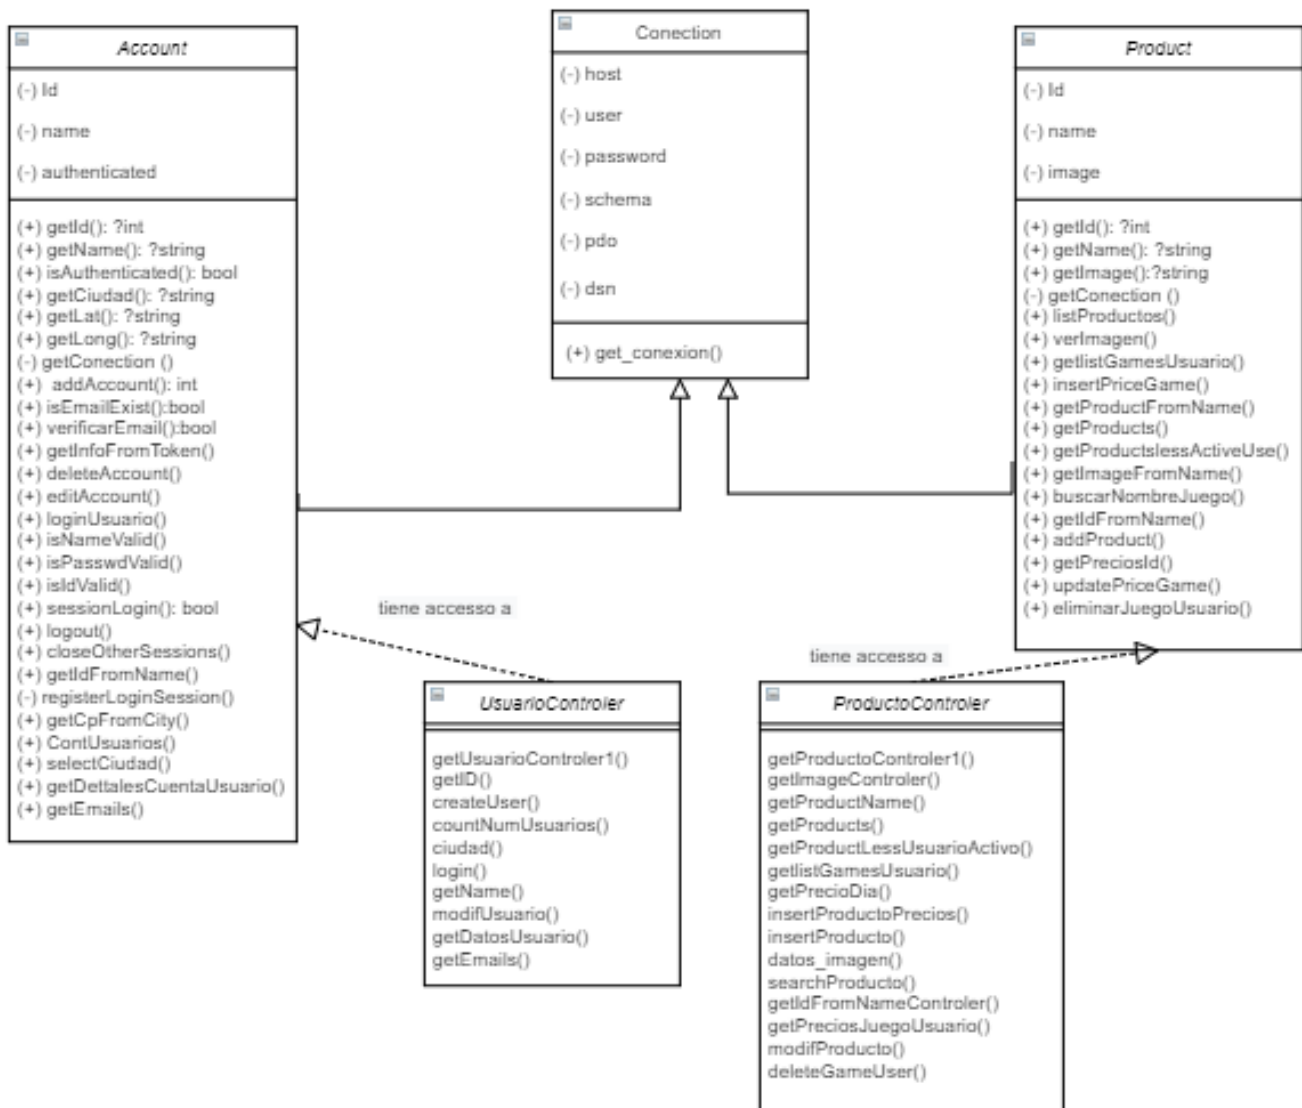 Account
(-) Id
(-) name
(-) authenticated
(+) getId(): ?int
(+) getName(): ?string
(+) isAuthenticated(): bool
(+) getCiudad(): ?string
(+) getLat(): ?string
(+) getLong(): ?string
(-) getConection ()
(+) addAccount(): int
(+) isEmailExist():bool
(+) verificarEmail():bool
(+) getInfoFromToken()
(+) deleteAccount()
(+) editAccount()
(+) loginUsuario()
(+) isNameValid()
(+) isPasswdValid()
(+) isIdValid()
(+) sessionLogin(): bool
(+) logout()
(+) closeOtherSessions()
(+) getIdFromName()
(-) registerLoginSession()
(+) getCpFromCity()
(+) ContUsuarios()
(+) selectCiudad()
(+) getDettalesCuentaUsuario()
(+) getEmails()
Conection
(-) host
(-) user
(-) password
(-) schema
(-) pdo
(-) dsn
(+) get_conexion()
Product
(-) Id
(-) name
(-) image
(+) getId(): ?int
(+) getName(): ?string
(+) getImage():?string
(-) getConection ()
(+) listProductos()
(+) verImagen()
(+) getlistGamesUsuario()
(+) insertPriceGame()
(+) getProductFromName()
(+) getProducts()
(+) getProductslessActiveUse()
(+) getImageFromName()
(+) buscarNombreJuego()
(+) getIdFromName()
(+) addProduct()
(+) getPreciosId()
(+) updatePriceGame()
(+) eliminarJuegoUsuario()
tiene accesso a
tiene accesso a
UsuarioControler
getUsuarioControler1()
getID()
createUser()
countNumUsuarios()
ciudad()
login()
getName()
modifUsuario()
getDatosUsuario()
getEmails()
ProductoControler
getProductoControler1()
getImageControler()
getProductName()
getProducts()
getProductLessUsuarioActivo()
getlistGamesUsuario()
getPrecioDia()
insertProductoPrecios()
insertProducto()
datos_imagen()
searchProducto()
getIdFromNameControler()
getPreciosJuegoUsuario()
modifProducto()
deleteGameUser()